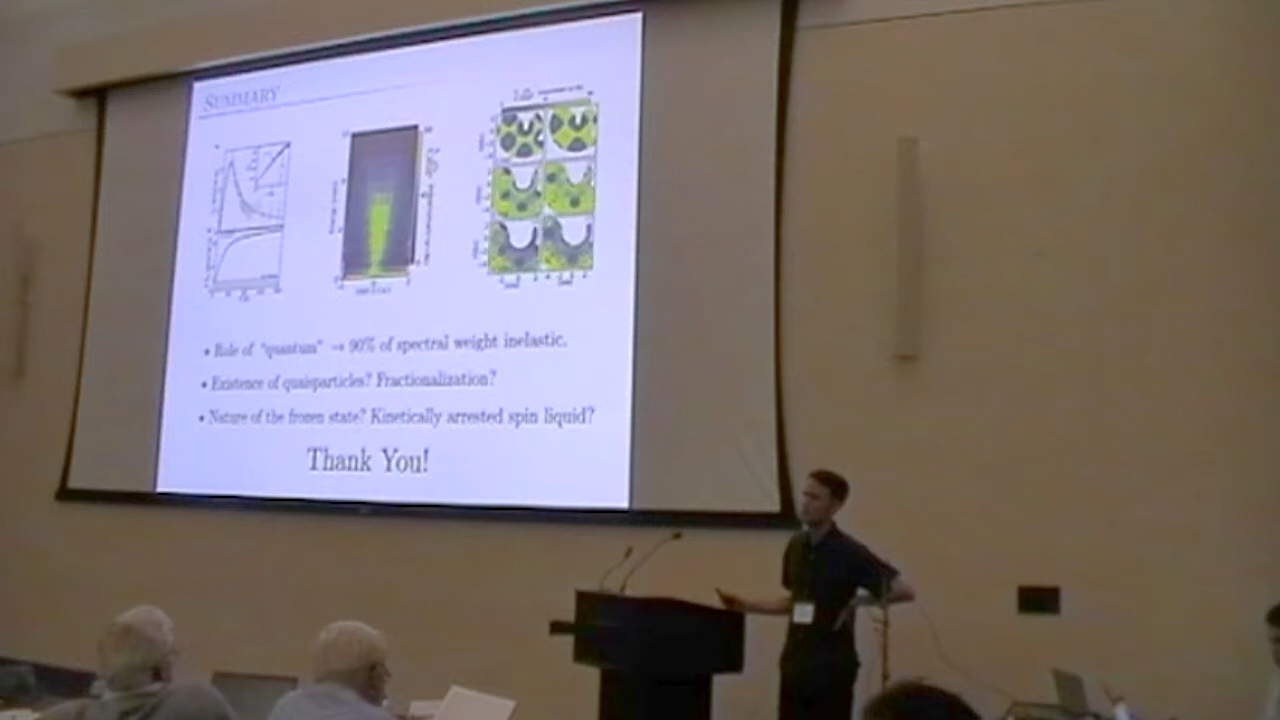 SUMMARY
• Role of "quantum" → 90% of spectral weight inelastic.
• Existence of quaisparticles? Fractionalization?
• Nature of the frozen state? Kinetically arrested spin liquid?
Thank You!